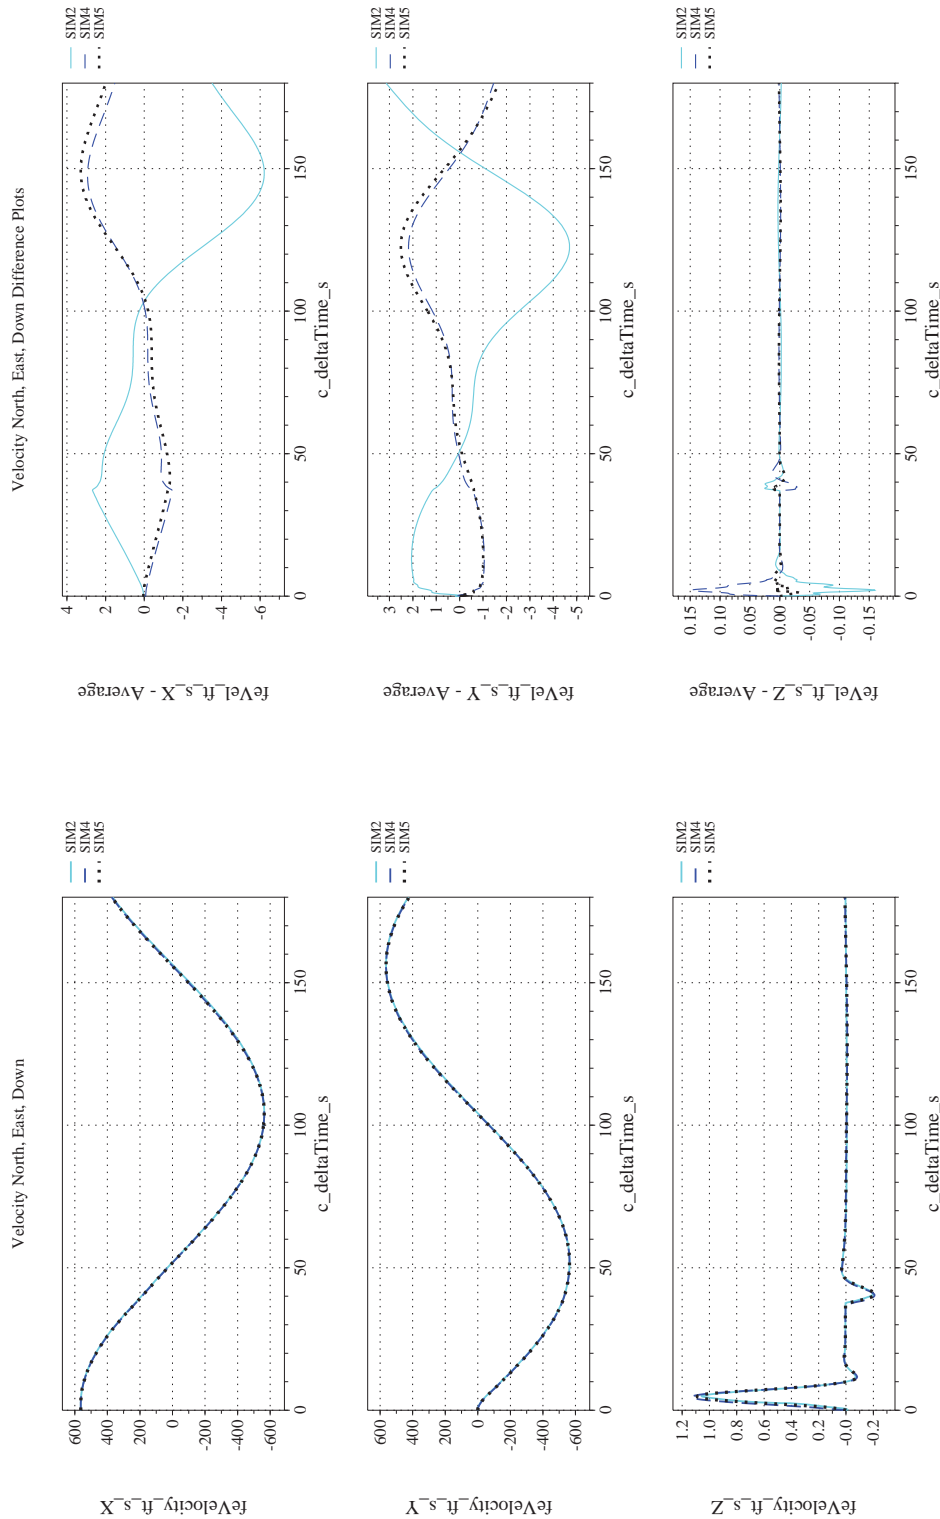 Velocity North, East, Down
feVelocity_ft_s_X
600
400
200
0
-200
-400
-600
0
50
100
150
c_deltaTime_s
SIM2
SIM4
SIM5
feVelocity_ft_s_Y
600
400
200
0
-200
-400
-600
0
50
100
150
c_deltaTime_s
SIM2
SIM4
SIM5
feVelocity_ft_s_Z
1.2
1.0
0.8
0.6
0.4
0.2
-0.0
-0.2
0
50
100
150
c_deltaTime_s
SIM2
SIM4
SIM5
Velocity North, East, Down Difference Plots
feVel_ft_s_X - Average
4
2
0
-2
-4
-6
0
50
100
150
c_deltaTime_s
SIM2
SIM4
SIM5
feVel_ft_s_Y - Average
3
2
1
0
-1
-2
-3
-4
-5
0
50
100
150
c_deltaTime_s
SIM2
SIM4
SIM5
feVel_ft_s_Z - Average
0.15
0.10
0.05
0.00
-0.05
-0.10
-0.15
0
50
100
150
c_deltaTime_s
SIM2
SIM4
SIM5